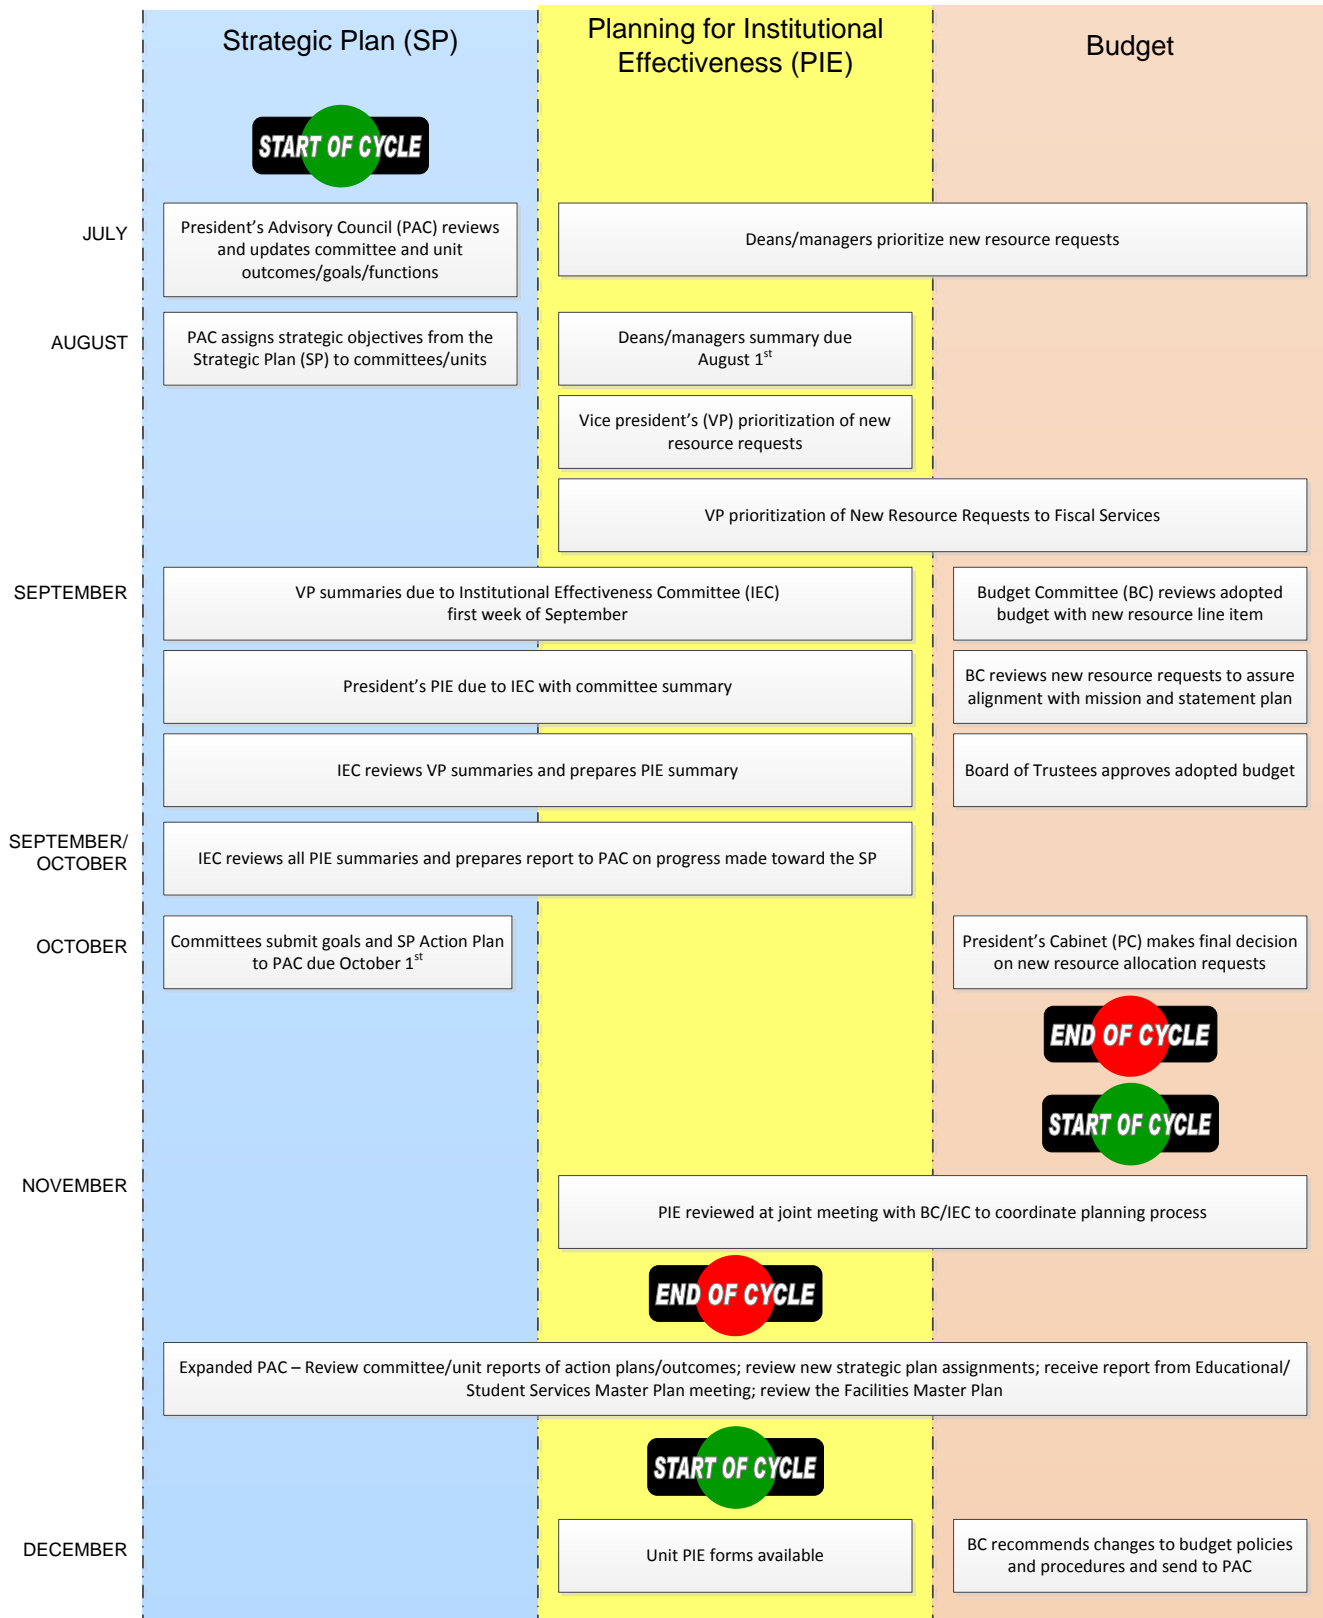 Strategic Plan (SP)
Planning for Institutional
Effectiveness (PIE)
Budget
START OF CYCLE
JULY
President’s Advisory Council (PAC) reviews
and updates committee and unit
outcomes/goals/functions
Deans/managers prioritize new resource requests
AUGUST
PAC assigns strategic objectives from the
Strategic Plan (SP) to committees/units
Deans/managers summary due
August 1st
Vice president’s (VP) prioritization of new
resource requests
VP prioritization of New Resource Requests to Fiscal Services
SEPTEMBER
VP summaries due to Institutional Effectiveness Committee (IEC)
first week of September
Budget Committee (BC) reviews adopted
budget with new resource line item
President’s PIE due to IEC with committee summary
BC reviews new resource requests to assure
alignment with mission and statement plan
IEC reviews VP summaries and prepares PIE summary
Board of Trustees approves adopted budget
SEPTEMBER/
OCTOBER
IEC reviews all PIE summaries and prepares report to PAC on progress made toward the SP
OCTOBER
Committees submit goals and SP Action Plan
to PAC due October 1st
President’s Cabinet (PC) makes final decision
on new resource allocation requests
END OF CYCLE
START OF CYCLE
NOVEMBER
PIE reviewed at joint meeting with BC/IEC to coordinate planning process
END OF CYCLE
Expanded PAC – Review committee/unit reports of action plans/outcomes; review new strategic plan assignments; receive report from Educational/
Student Services Master Plan meeting; review the Facilities Master Plan
START OF CYCLE
DECEMBER
Unit PIE forms available
BC recommends changes to budget policies
and procedures and send to PAC